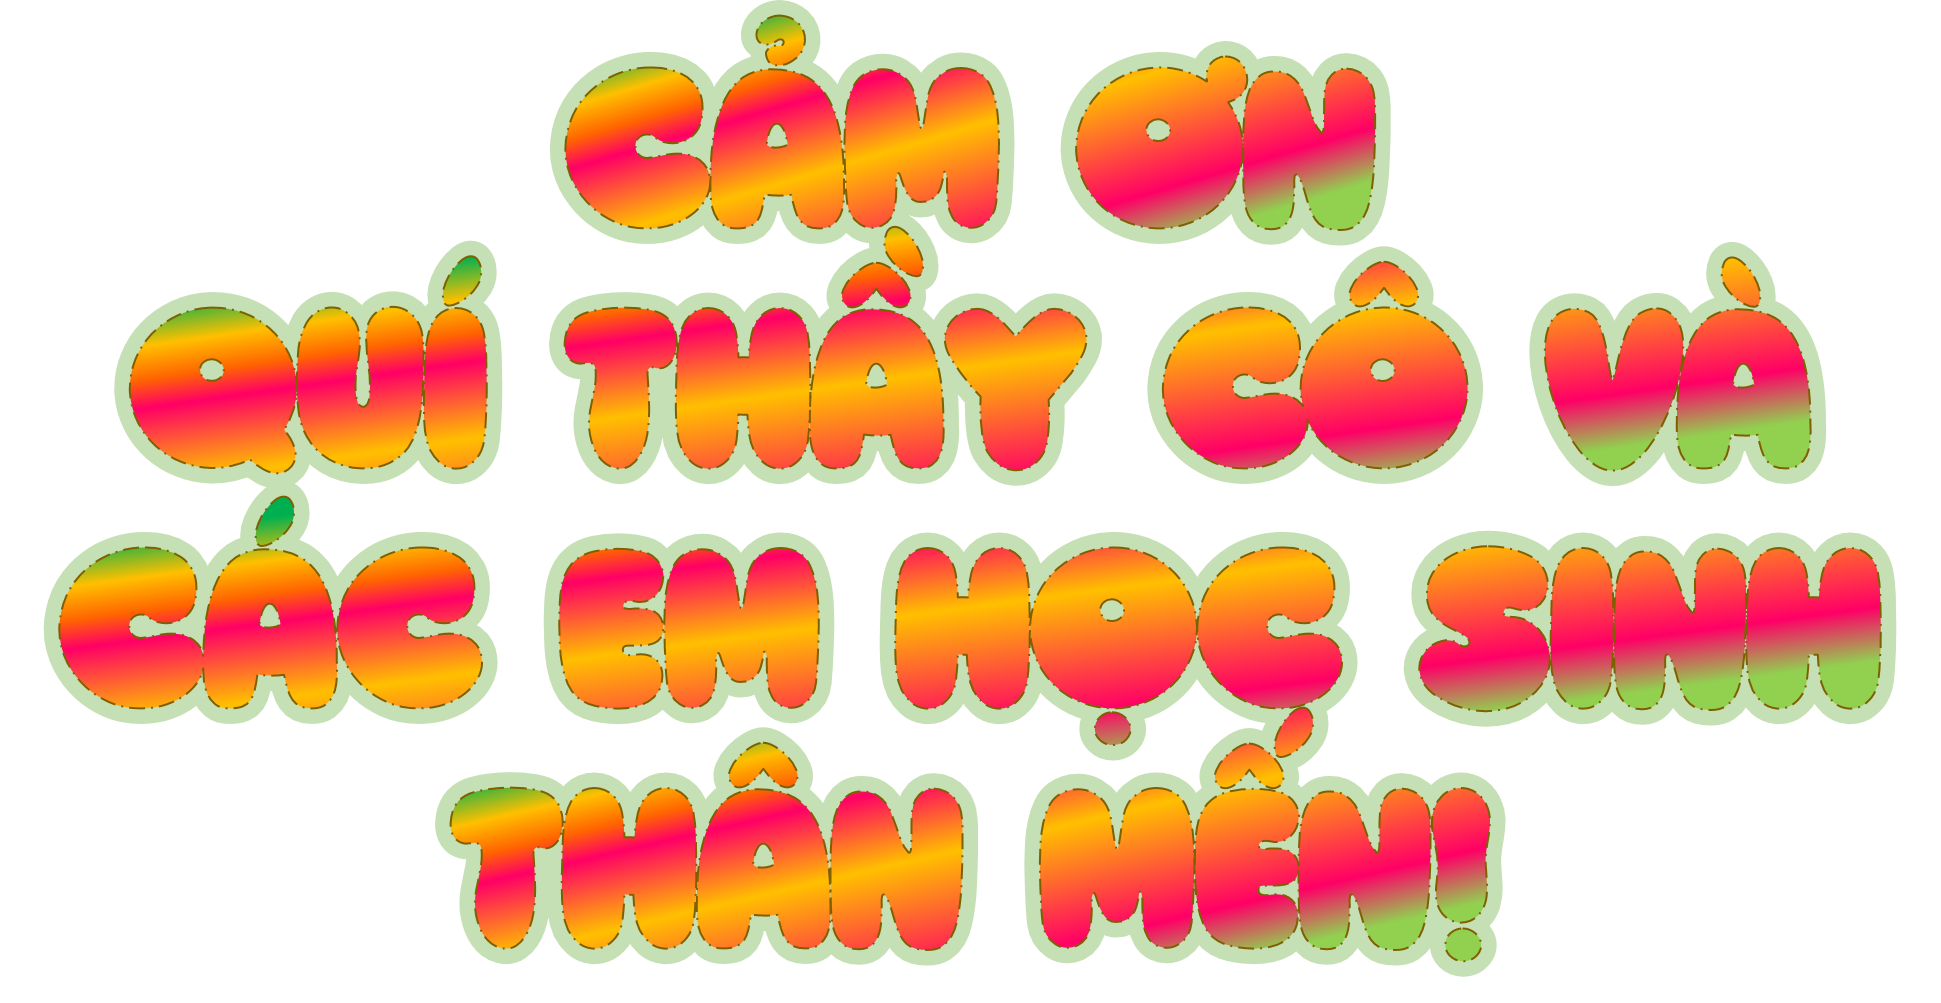 CẢM ƠN
QUÍ THẦY CÔ VÀ
CÁC EM HỌC SINH
THÂN MẾN!